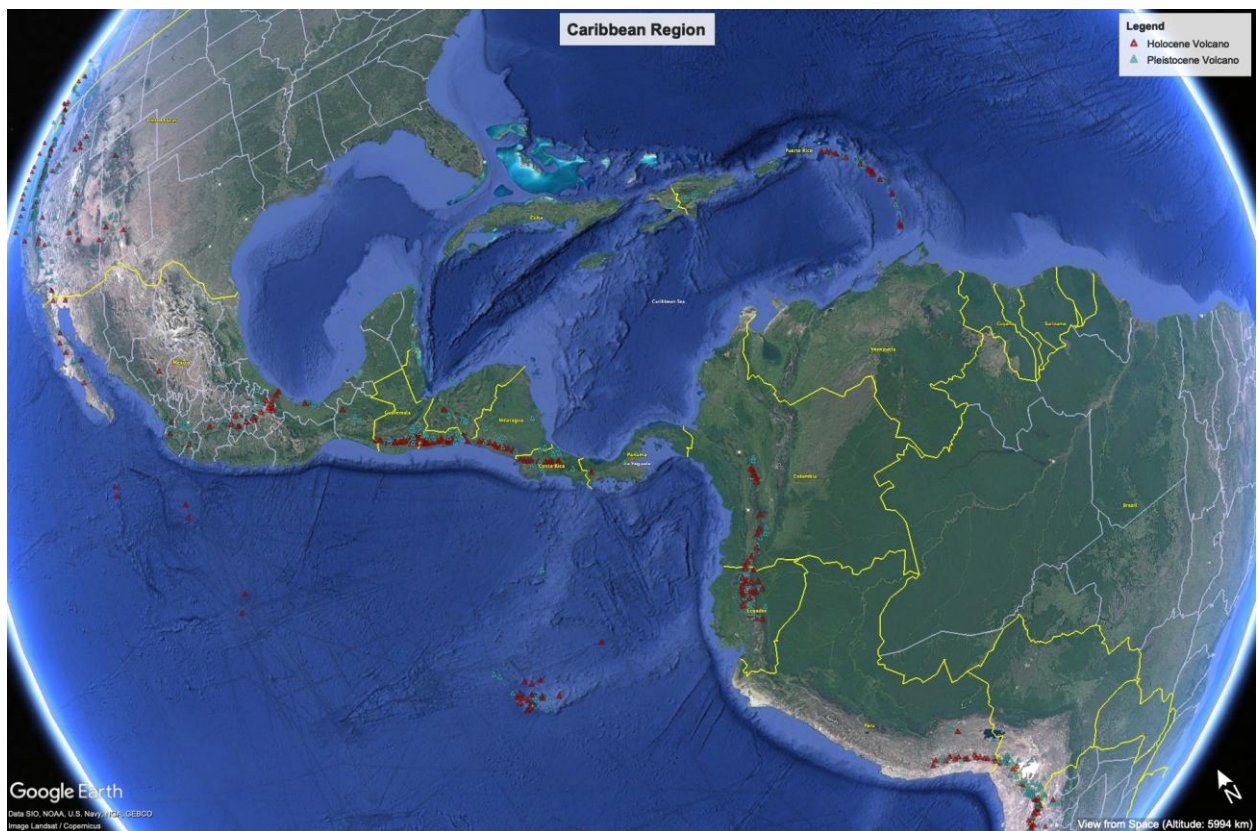 Caribbean Region
Legend
Holocene Volcano
Pleistocene Volcano
Puerto Rico
Cuba
Caribbean Sea
Mexico
Guatemala
Nicaragua
Costa Rica
Panama
Venezuela
Guyana
Suriname
Colombia
Brazil
Ecuador
Peru
Google Earth
Data SIO, NOAA, U.S. Navy, NGA, GEBCO
Image Landsat / Copernicus
N
View from Space (Altitude: 5994 km)